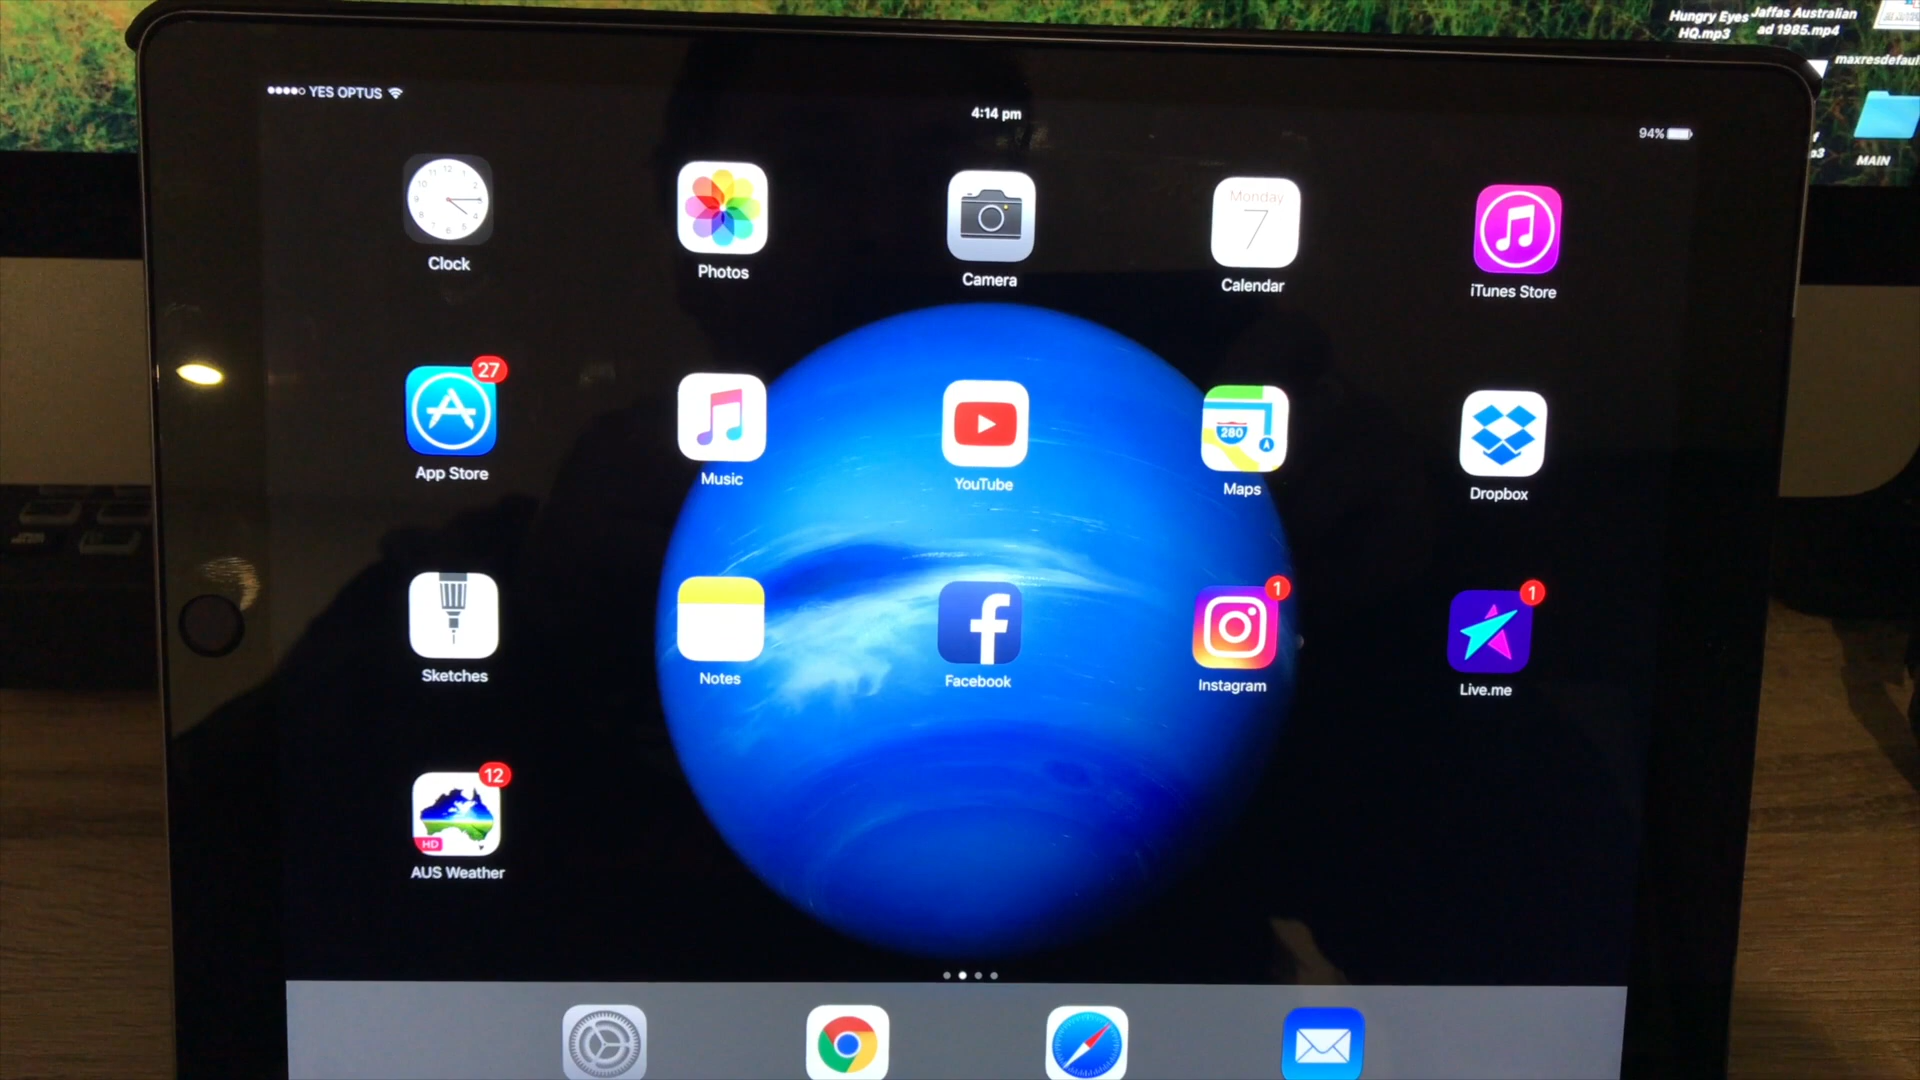 Hungry Eyes
HQ.mp3
Jaffas Australian
ad 1985.mp4
maxresdefaul
MAIN
YES OPTUS
4:14 pm
94%
Clock
Photos
Camera
Monday
7
Calendar
iTunes Store
27
App Store
Music
YouTube
280
Maps
Dropbox
Sketches
Notes
f
Facebook
1
Instagram
1
Live.me
12
HD
AUS Weather